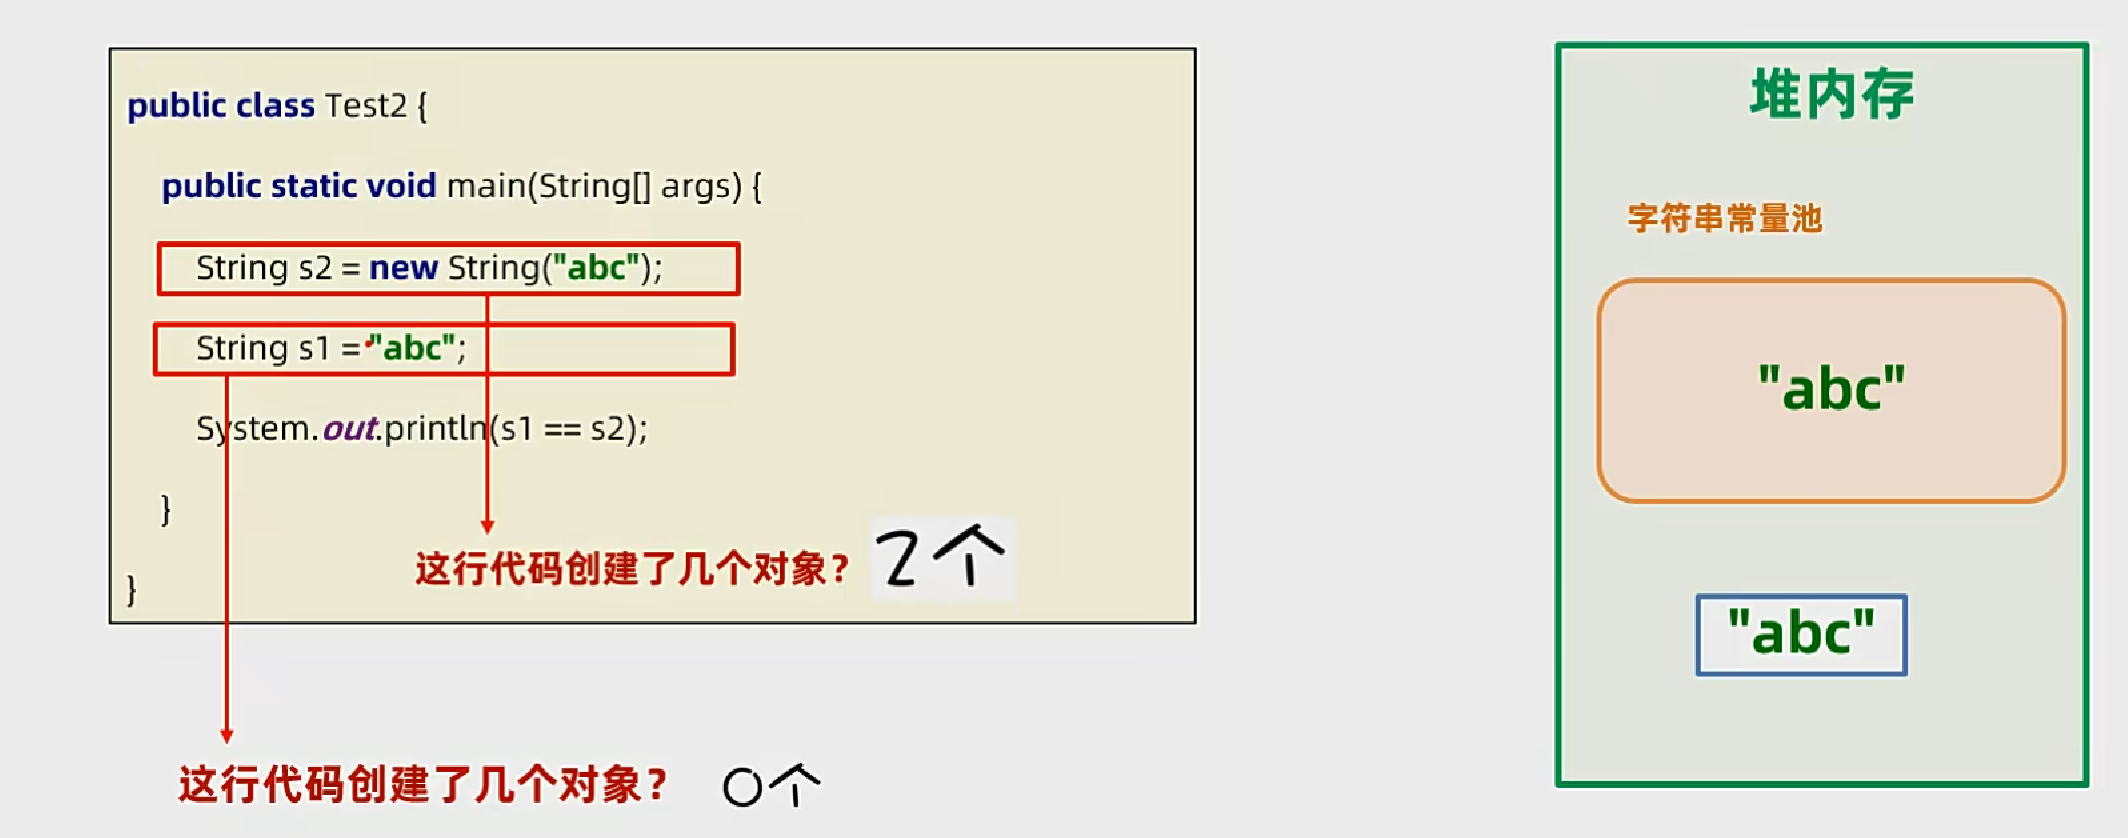 public class Test2 {
public static void main(String[] args) {
String s2 = new String("abc");
String s1 = "abc";
System.out.println(s1 == s2);
}
这行代码创建了几个对象? 2个
}
这行代码创建了几个对象? 0个
堆内存
字符串常量池
"abc"
"abc"